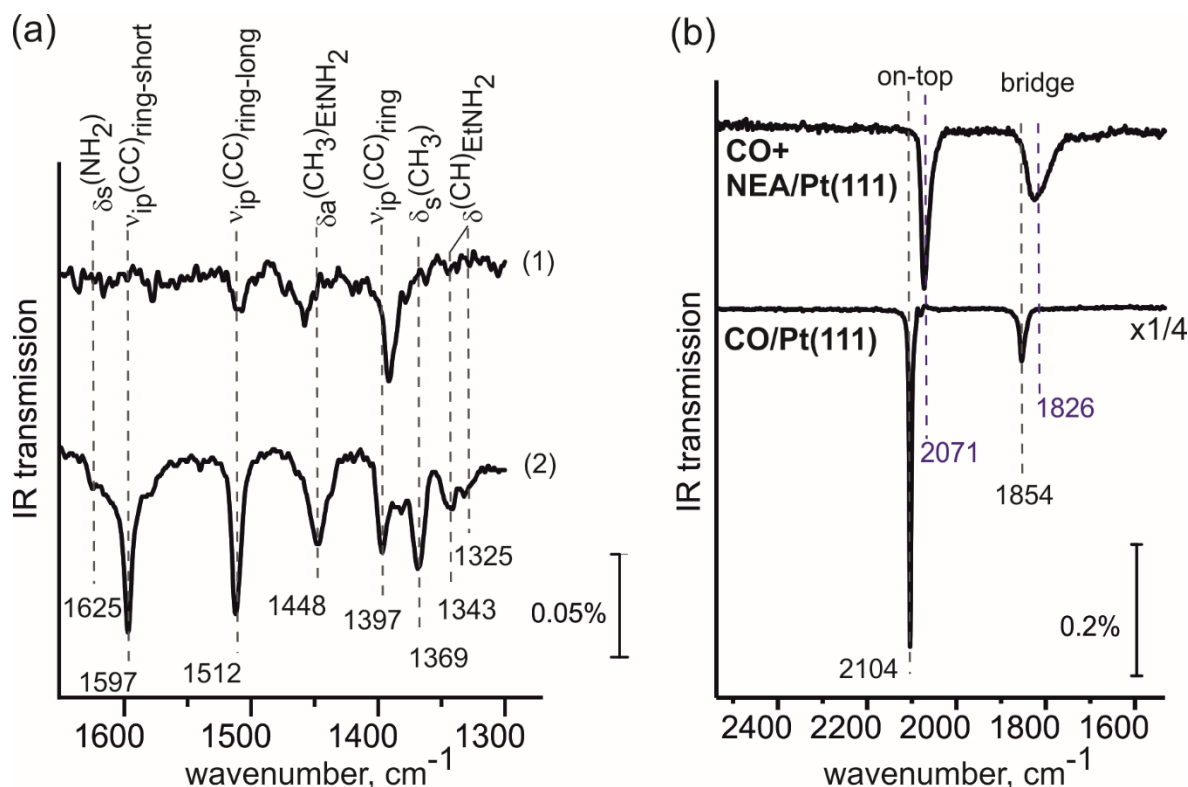 (a)
δs(NH2)
νip(CC)ring-short
νip(CC)ring-long
δa(CH3)EtNH2
νip(CC)ring
δs(CH3)
δ(CH)EtNH2
(1)
(2)
IR transmission
1625
1597
1512
1448
1397
1369
1343
1325
0.05%
1600
1500
1400
1300
wavenumber, cm-1
(b)
on-top
bridge
CO+
NEA/Pt(111)
CO/Pt(111)
x1/4
1826
2071
1854
2104
0.2%
IR transmission
2400 2200 2000 1800 1600
wavenumber, cm-1